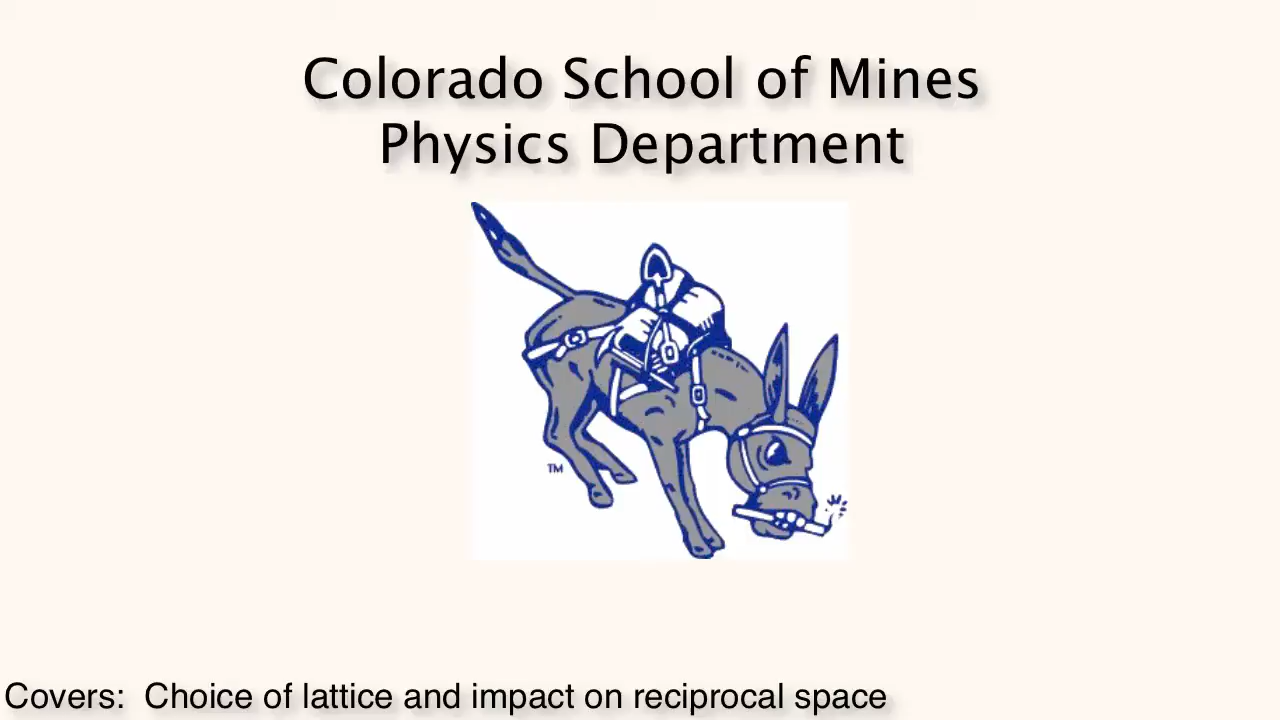 Colorado School of Mines
Physics Department
TM
Covers:  Choice of lattice and impact on reciprocal space